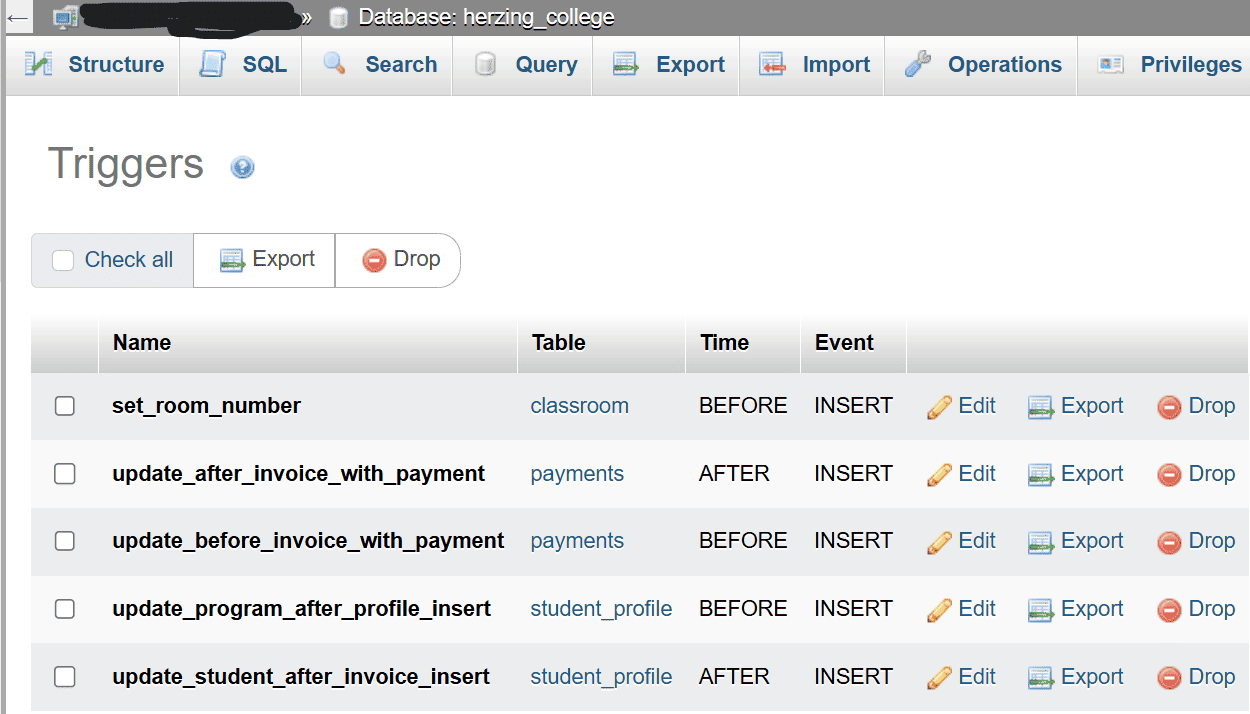 » Database: herzing_college
Structure SQL Search Query Export Import Operations Privileges
Triggers
Check all Export Drop
Name Table Time Event
set_room_number classroom BEFORE INSERT Edit Export Drop
update_after_invoice_with_payment payments AFTER INSERT Edit Export Drop
update_before_invoice_with_payment payments BEFORE INSERT Edit Export Drop
update_program_after_profile_insert student_profile BEFORE INSERT Edit Export Drop
update_student_after_invoice_insert student_profile AFTER INSERT Edit Export Drop